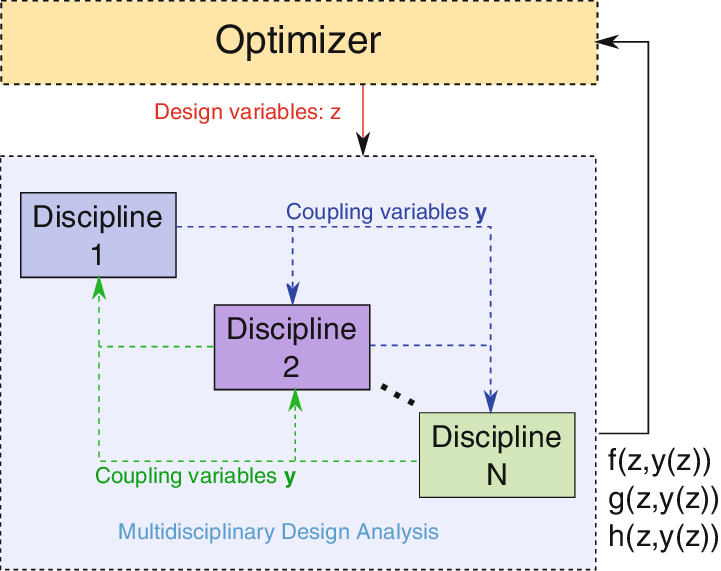 Optimizer
Design variables: z
Discipline
1
Coupling variables y
Discipline
2
Discipline
N
Coupling variables y
Multidisciplinary Design Analysis
f(z,y(z))
g(z,y(z))
h(z,y(z))